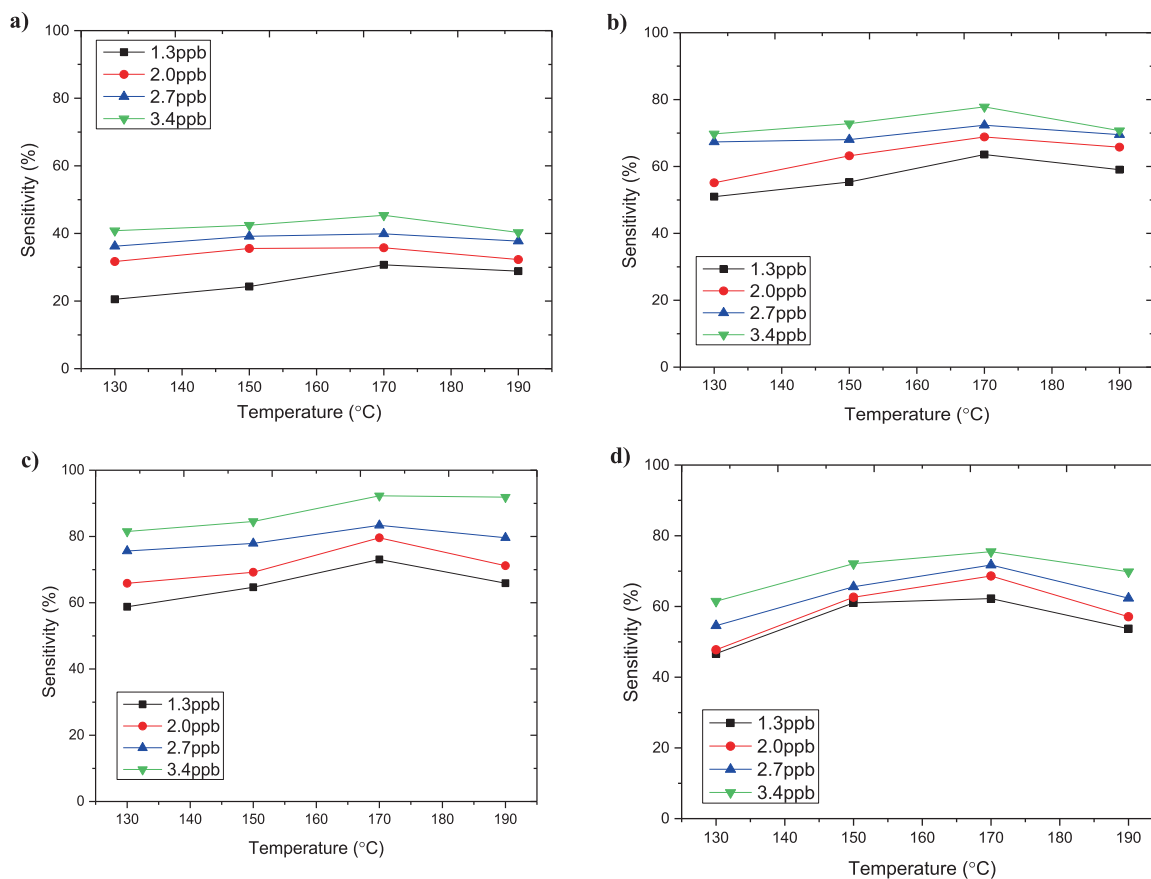 a)
100
80
60
40
20
0
Sensitivity (%)
1.3ppb
2.0ppb
2.7ppb
3.4ppb
130 140 150 160 170 180 190
Temperature (°C)
b)
100
80
60
40
20
0
Sensitivity (%)
1.3ppb
2.0ppb
2.7ppb
3.4ppb
130 140 150 160 170 180 190
Temperature (°C)
c)
100
80
60
40
20
0
Sensitivity (%)
1.3ppb
2.0ppb
2.7ppb
3.4ppb
130 140 150 160 170 180 190
Temperature (°C)
d)
100
80
60
40
20
0
Sensitivity (%)
1.3ppb
2.0ppb
2.7ppb
3.4ppb
130 140 150 160 170 180 190
Temperature (°C)